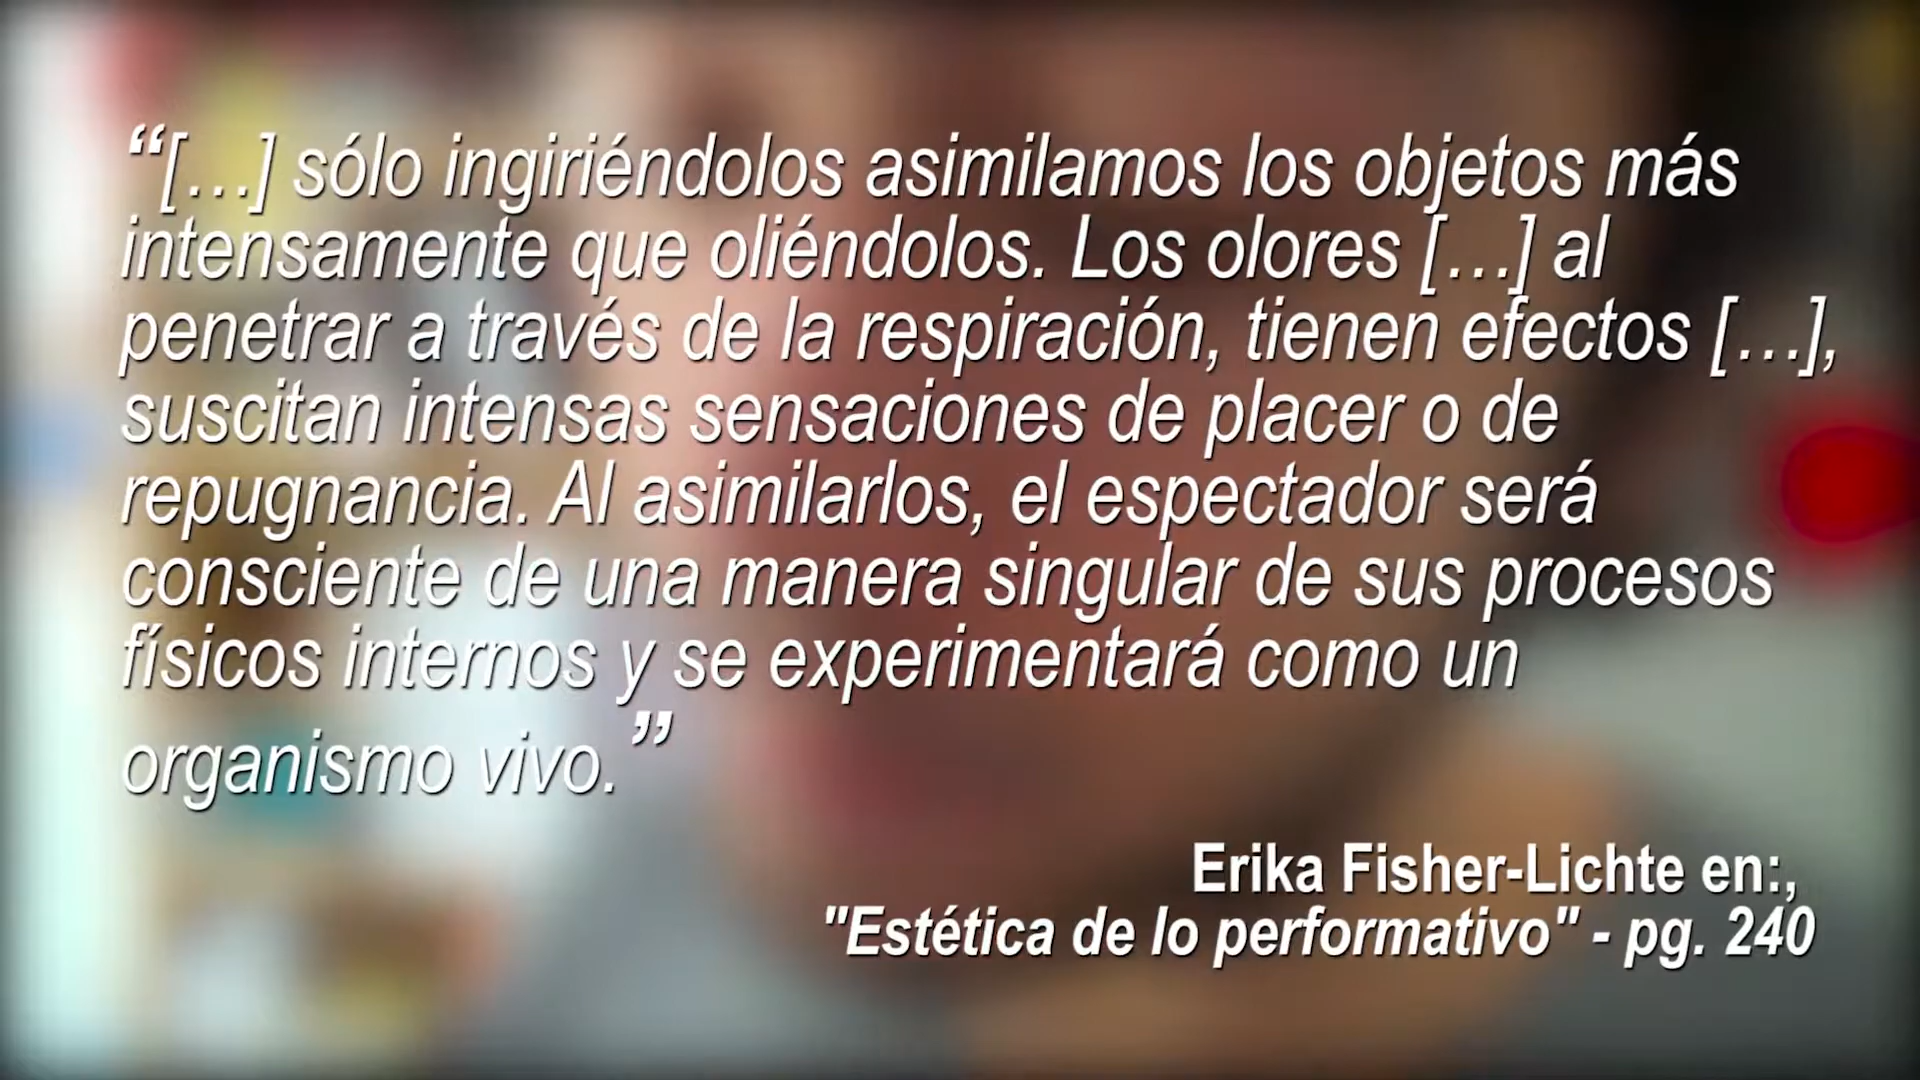 “[…] sólo ingiriéndolos asimilamos los objetos más
intensamente que oliéndolos. Los olores […] al
penetrar a través de la respiración, tienen efectos […],
suscitan intensas sensaciones de placer o de
repugnancia. Al asimilarlos, el espectador será
consciente de una manera singular de sus procesos
físicos internos y se experimentará como un
organismo vivo.”
Erika Fisher-Lichte en:,
"Estética de lo performativo" - pg. 240